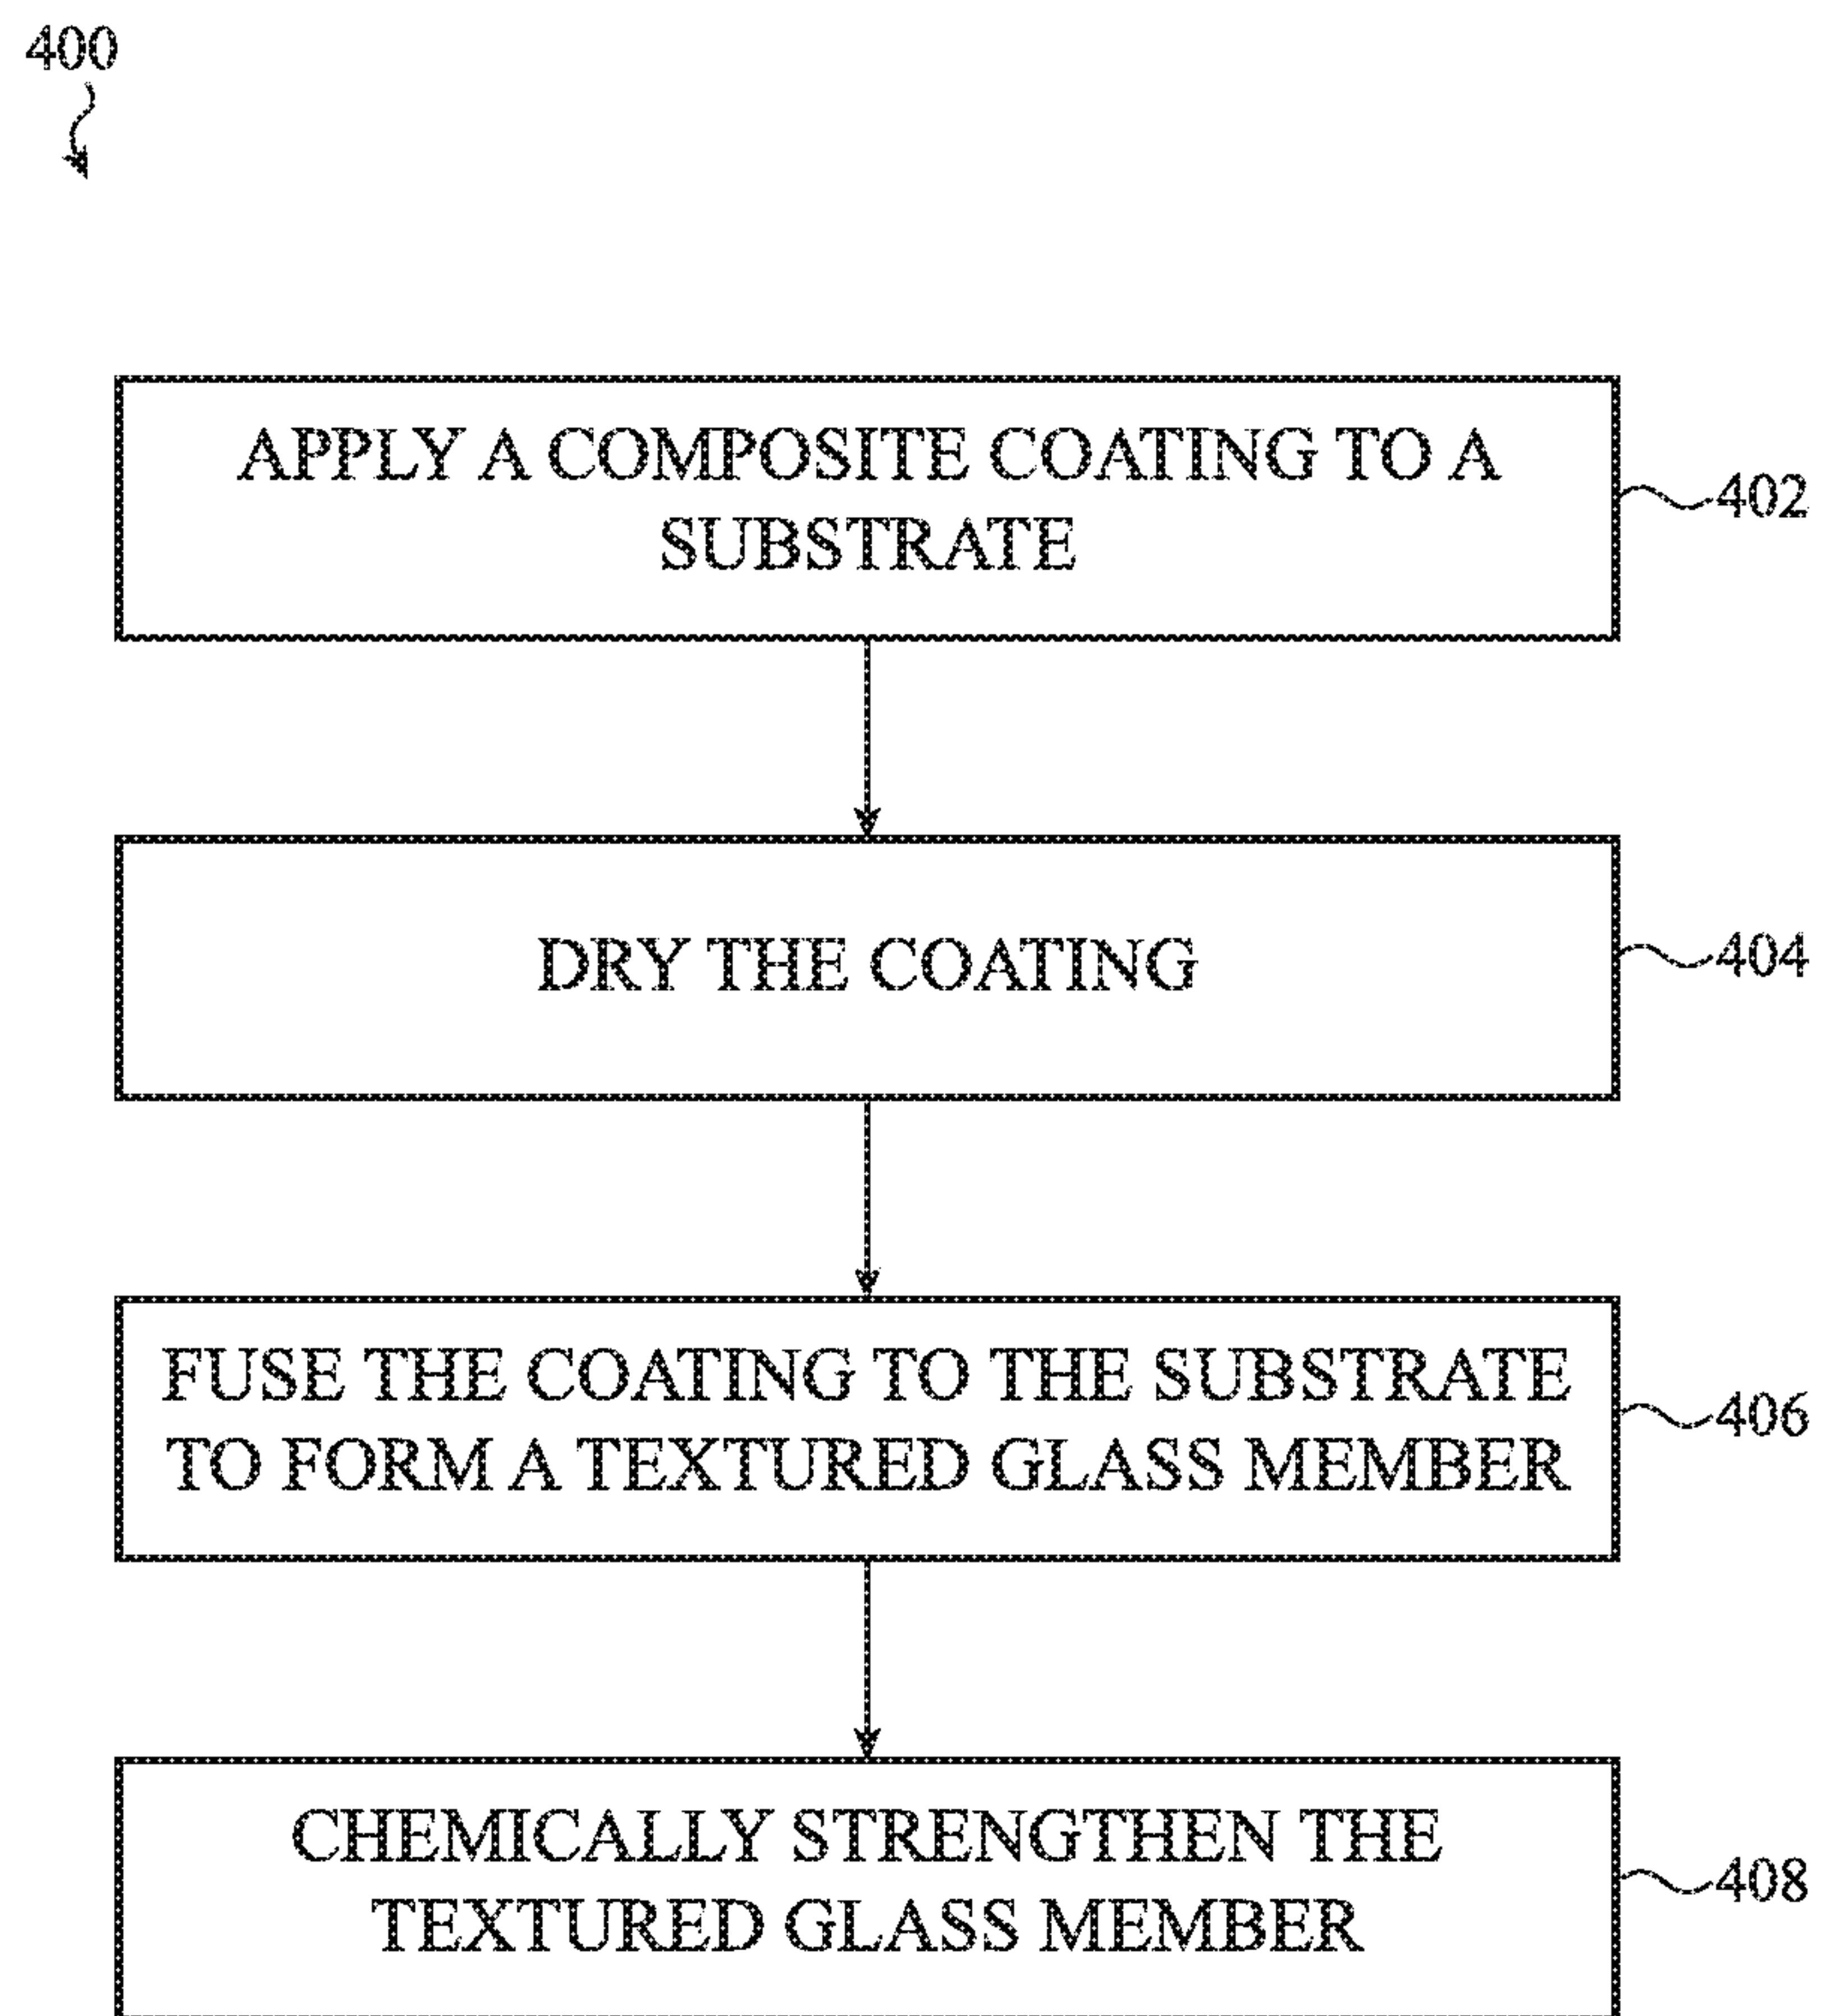 400
APPLY A COMPOSITE COATING TO A
SUBSTRATE
402
DRY THE COATING
404
FUSE THE COATING TO THE SUBSTRATE
TO FORM A TEXTURED GLASS MEMBER
406
CHEMICALLY STRENGTHEN THE
TEXTURED GLASS MEMBER
408